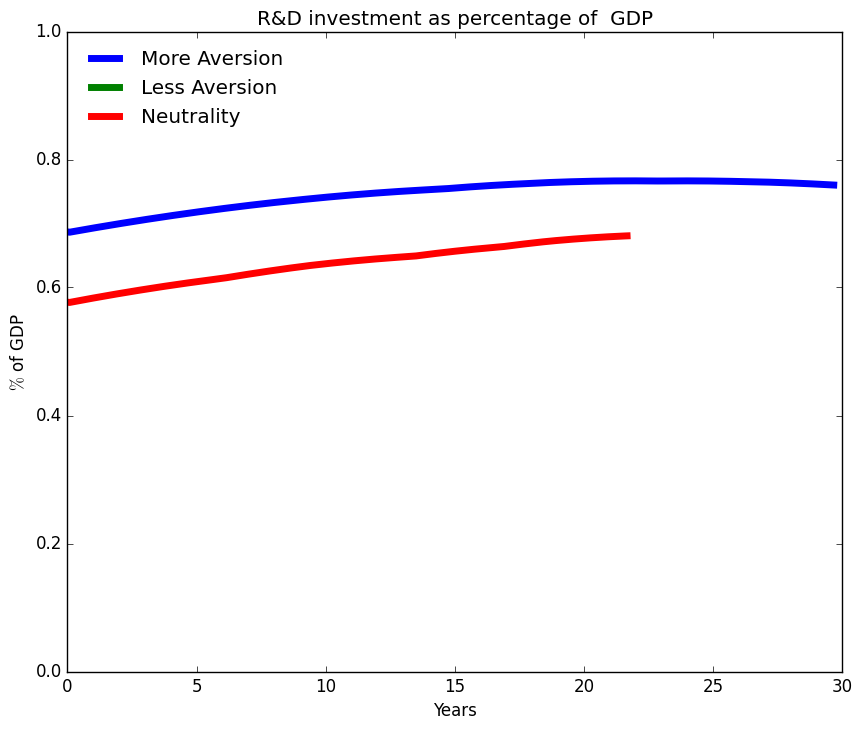 R&D investment as percentage of  GDP
1.0
0.8
0.6
0.4
0.2
0.0
% of GDP
More Aversion
Less Aversion
Neutrality
0 5 10 15 20 25 30
Years